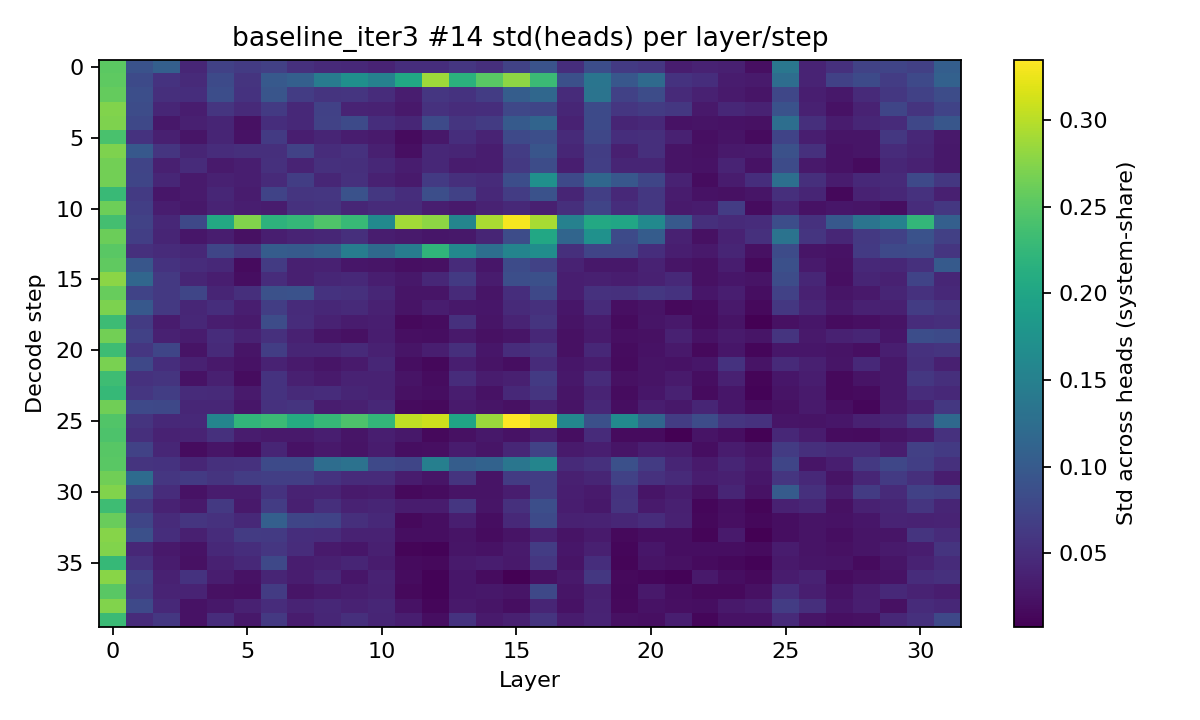 baseline_iter3 #14 std(heads) per layer/step
0
5
10
15
20
25
30
35
Decode step
0 5 10 15 20 25 30
Layer
0.30
0.25
0.20
0.15
0.10
0.05
Std across heads (system-share)